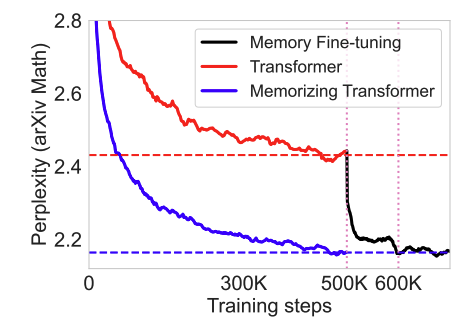 Perplexity (arXiv Math)
2.8
2.6
2.4
2.2
Memory Fine-tuning
Transformer
Memorizing Transformer
0 300K 500K 600K
Training steps